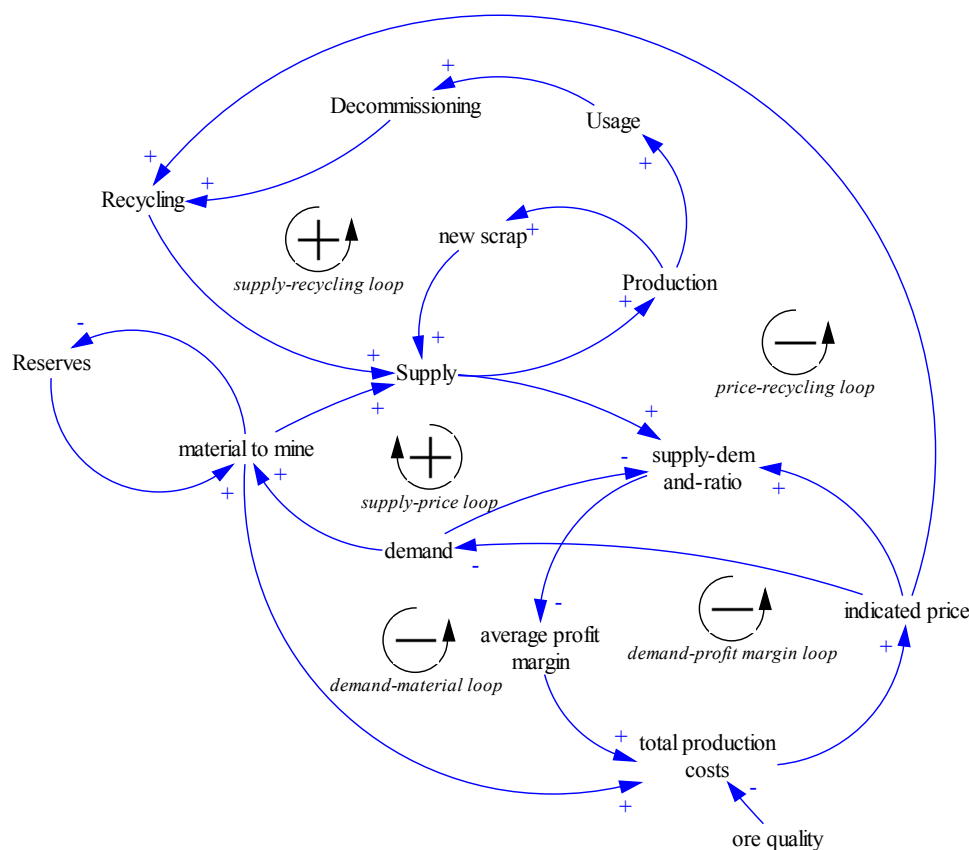 +
Decommissioning
Usage
+
+
+
Recycling
new scrap
+
supply-recycling loop
Production
+
+
-
Reserves
+
Supply
+
price-recycling loop
+
material to mine
+
+
supply-price loop
-
supply-dem
and-ratio
+
demand
-
-
average profit
margin
indicated price
+
demand-material loop
demand-profit margin loop
+
total production
costs
+
-
ore quality